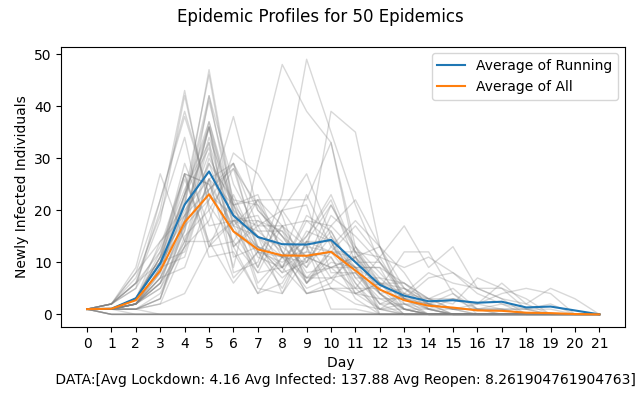 Epidemic Profiles for 50 Epidemics
50
40
30
20
10
0
Newly Infected Individuals
Average of Running
Average of All
0 1 2 3 4 5 6 7 8 9 10 11 12 13 14 15 16 17 18 19 20 21
Day
DATA:[Avg Lockdown: 4.16 Avg Infected: 137.88 Avg Reopen: 8.261904761904763]